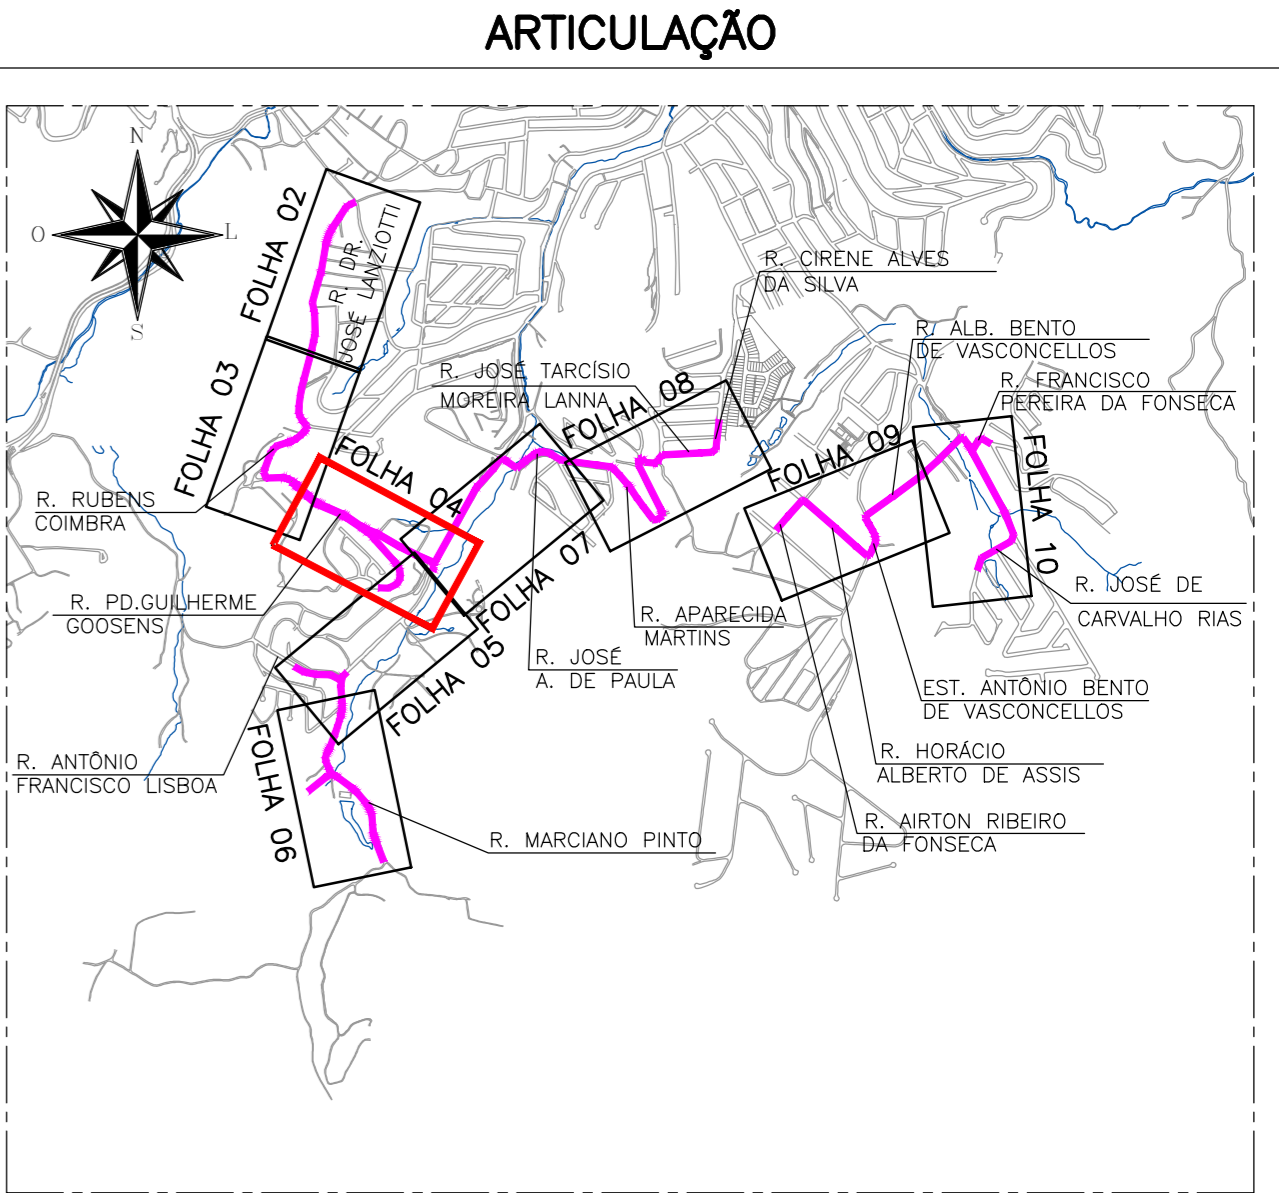 ARTICULAÇÃO
N
O
L
S
FOLHA 02
R. DR.
JOSÉ LANZIOTTI
FOLHA 03
R. CIRENE ALVES
DA SILVA
R. ALB. BENTO
DE VASCONCELLOS
R. JOSÉ TARCÍSIO
MOREIRA LANNA
FOLHA 08
R. FRANCISCO
PEREIRA DA FONSECA
FOLHA 04
FOLHA 09
FOLHA 10
R. RUBENS
COIMBRA
FOLHA 07
R. PD.GUILHERME
GOOSENS
R. APARECIDA
MARTINS
R. JOSÉ DE
CARVALHO RIAS
FOLHA 05
R. JOSÉ
A. DE PAULA
EST. ANTÔNIO BENTO
DE VASCONCELLOS
R. ANTÔNIO
FRANCISCO LISBOA
FOLHA 06
R. HORÁCIO
ALBERTO DE ASSIS
R. AIRTON RIBEIRO
DA FONSECA
R. MARCIANO PINTO